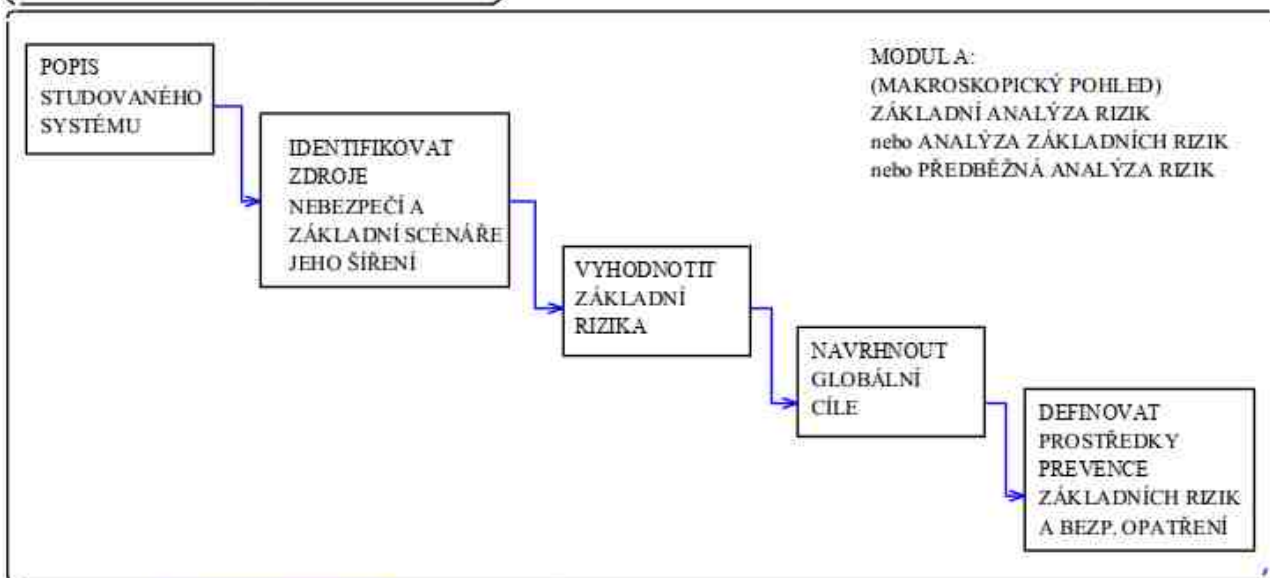 POPIS
STUDOVANÉHO
SYSTÉMU
IDENTIFIKOVAT
ZDROJE
NEBEZPEČÍ A
ZÁKLADNÍ SCÉNÁŘE
JEHO ŠÍŘENÍ
VYHODNOTIT
ZÁKLADNÍ
RIZIKA
NAVRHNOUT
GLOBÁLNÍ
CÍLE
DEFINOVAT
PROSTŘEDKY
PREVENCE
ZÁKLADNÍCH RIZIK
A BEZP. OPATŘENÍ
MODUL A:
(MAKROSKOPICKÝ POHLED)
ZÁKLADNÍ ANALÝZA RIZIK
nebo ANALÝZA ZÁKLADNÍCH RIZIK
nebo PŘEDBĚŽNÁ ANALÝZA RIZIK